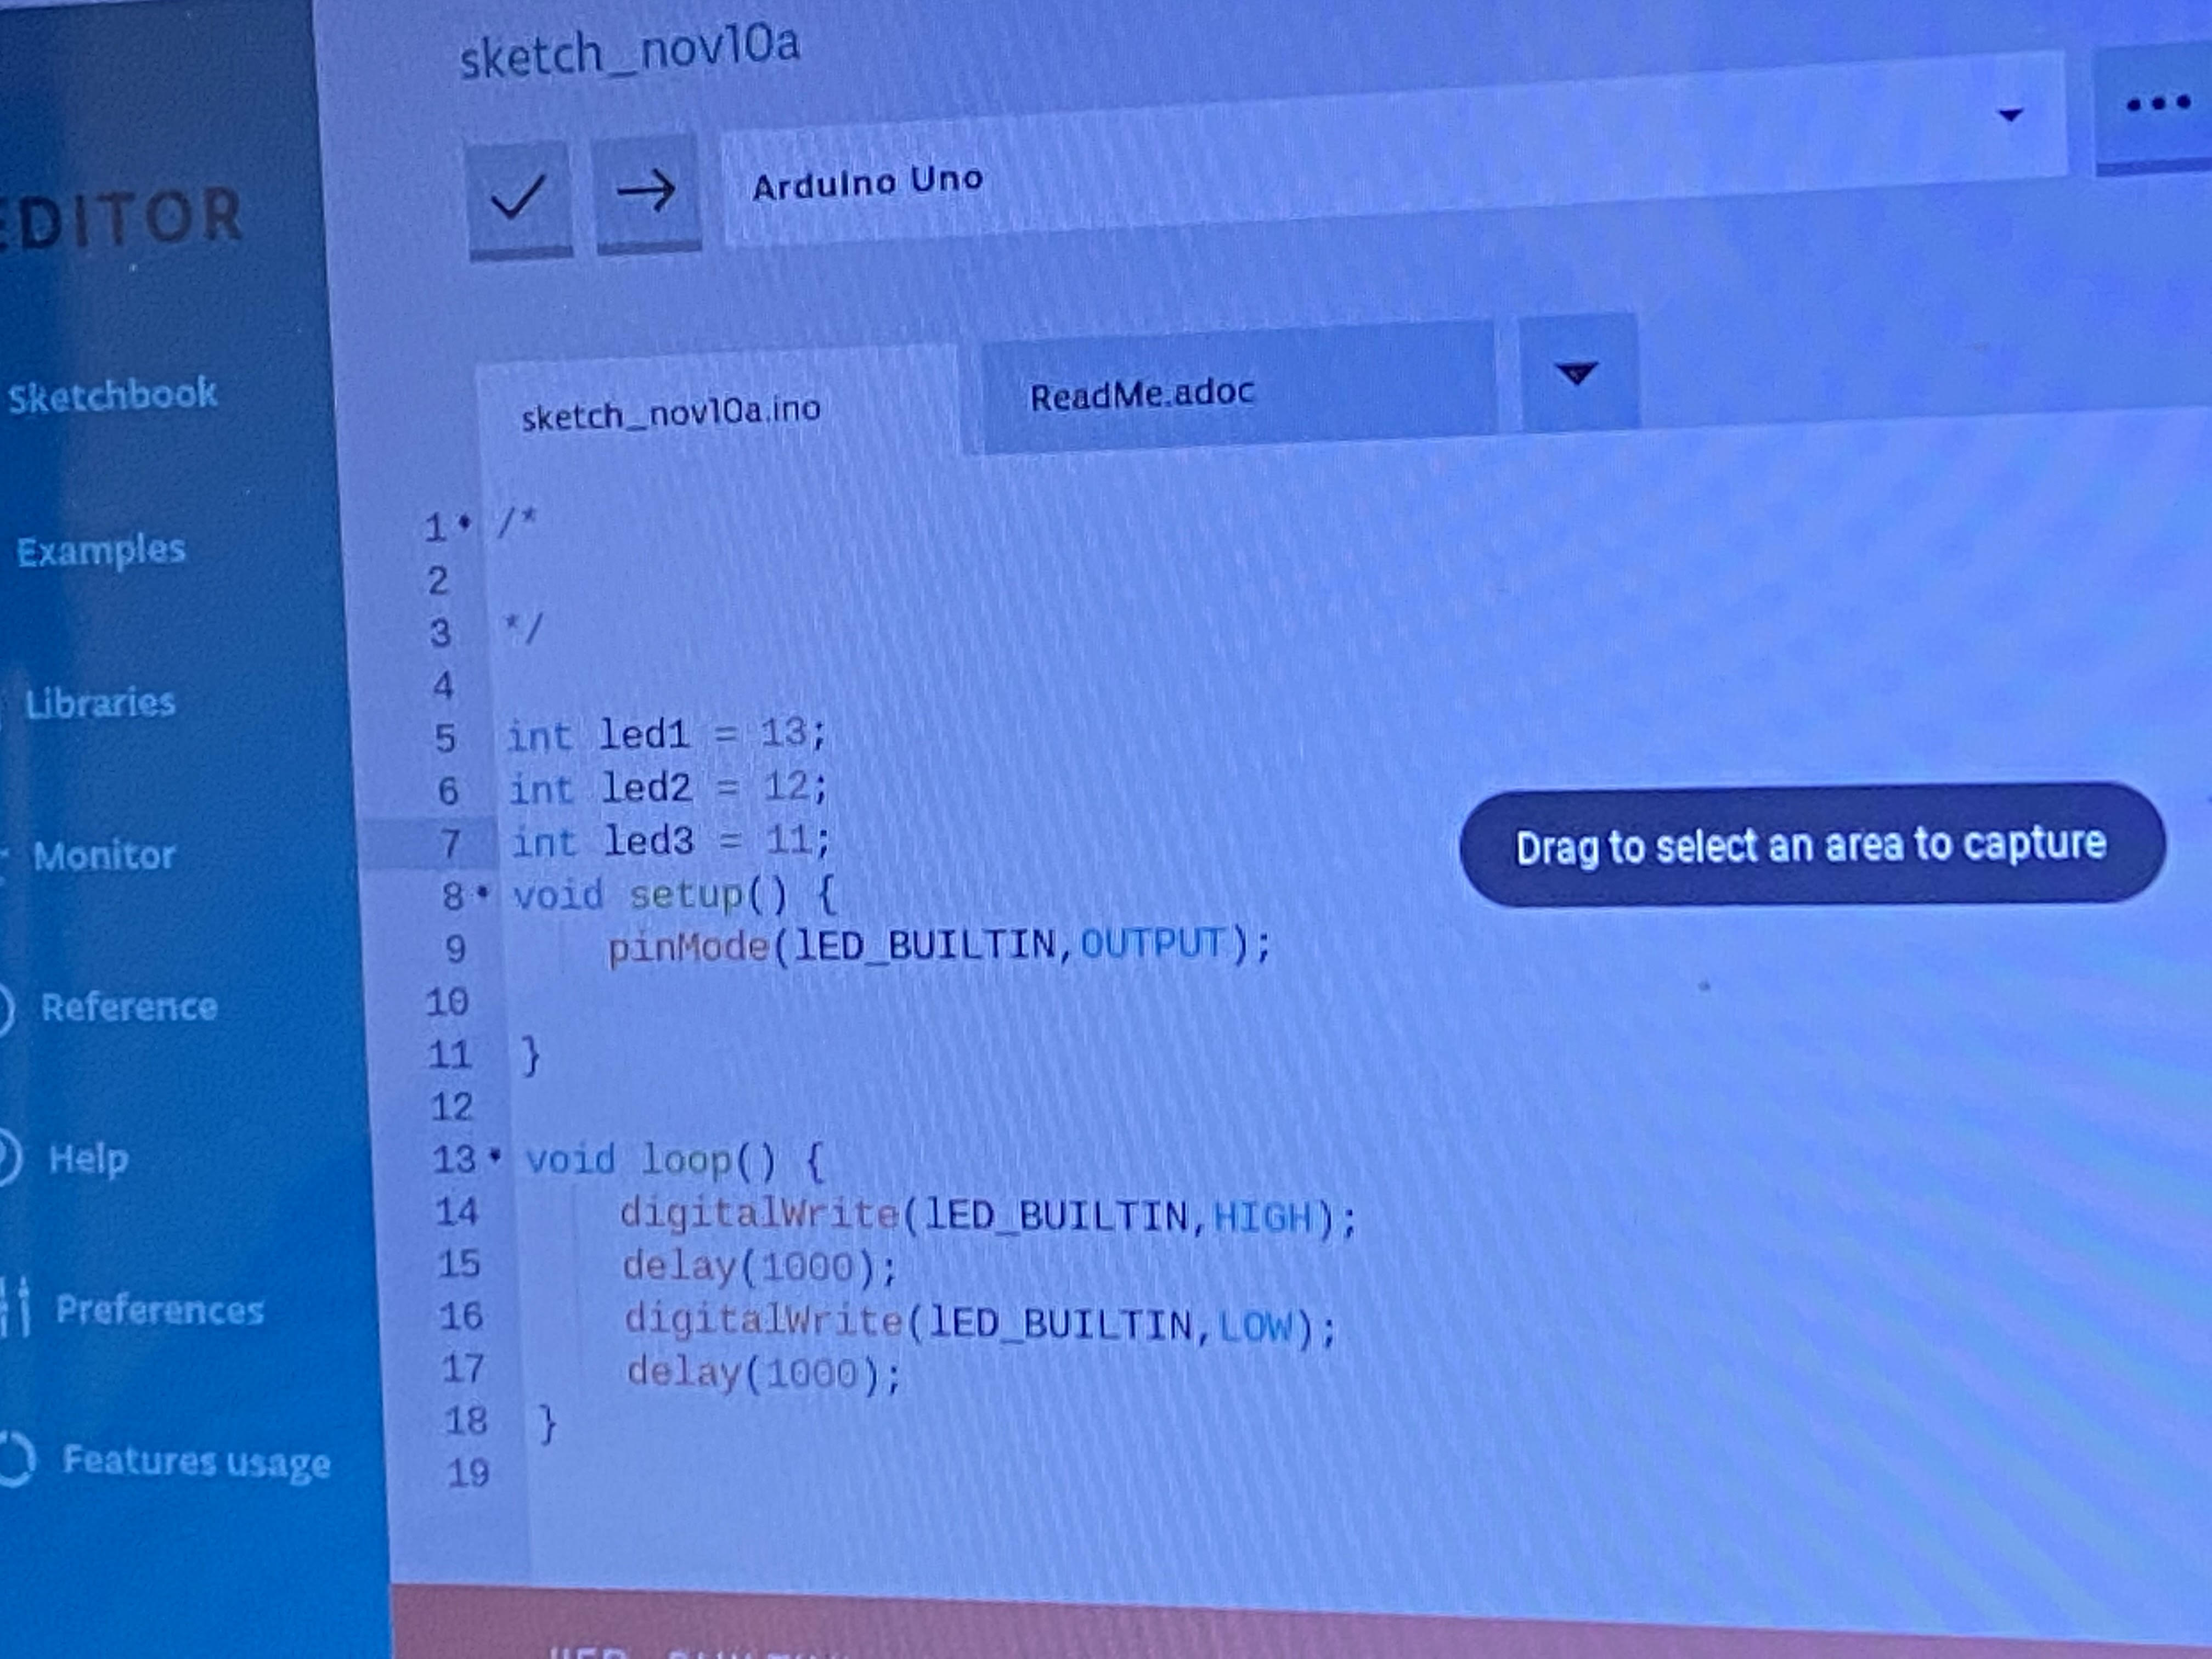 sketch_nov10a
EDITOR
Arduino Uno
Sketchbook
sketch_nov10a.ino
ReadMe.adoc
Examples
Libraries
Monitor
Reference
Help
Preferences
Features usage
1 /*
2
3 */
4
5 int led1 = 13;
6 int led2 = 12;
7 int led3 = 11;
8 void setup() {
9 pinMode(lED_BUILTIN,OUTPUT);
10
11 }
12
13 void loop() {
14 digitalWrite(lED_BUILTIN,HIGH);
15 delay(1000);
16 digitalWrite(lED_BUILTIN,LOW);
17 delay(1000);
18 }
19
Drag to select an area to capture